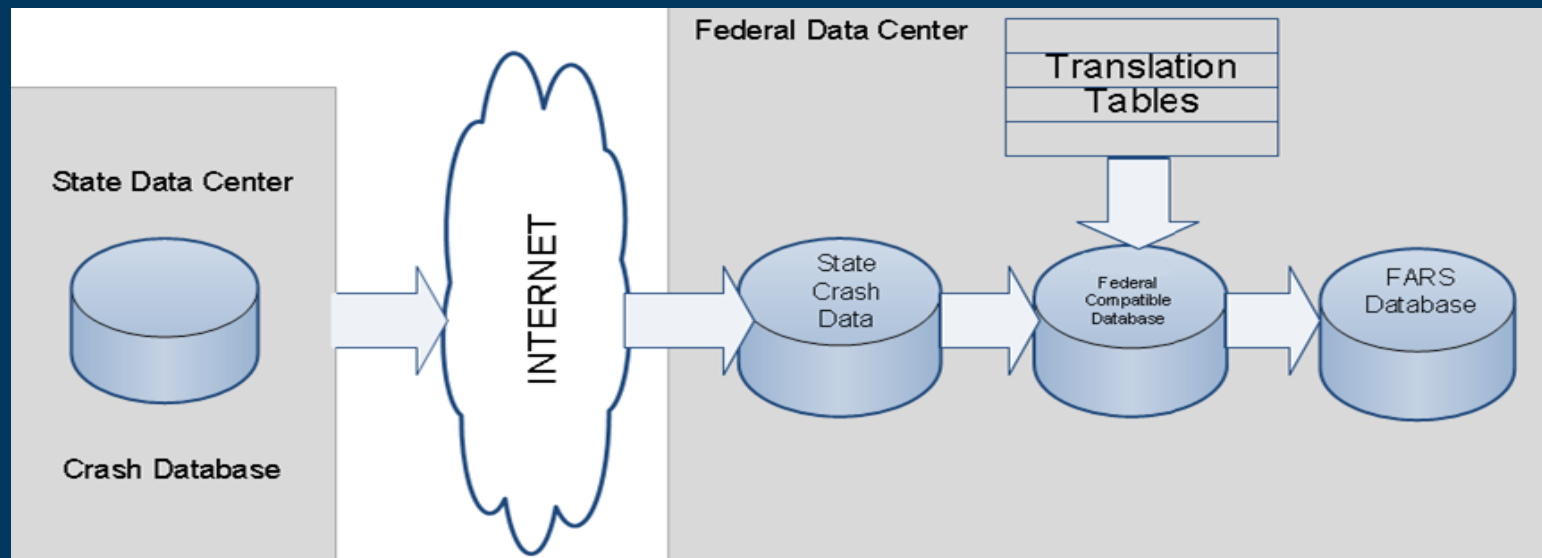 State Data Center
Crash Database
INTERNET
Federal Data Center
Translation
Tables
State
Crash
Data
Federal
Compatible
Database
FARS
Database